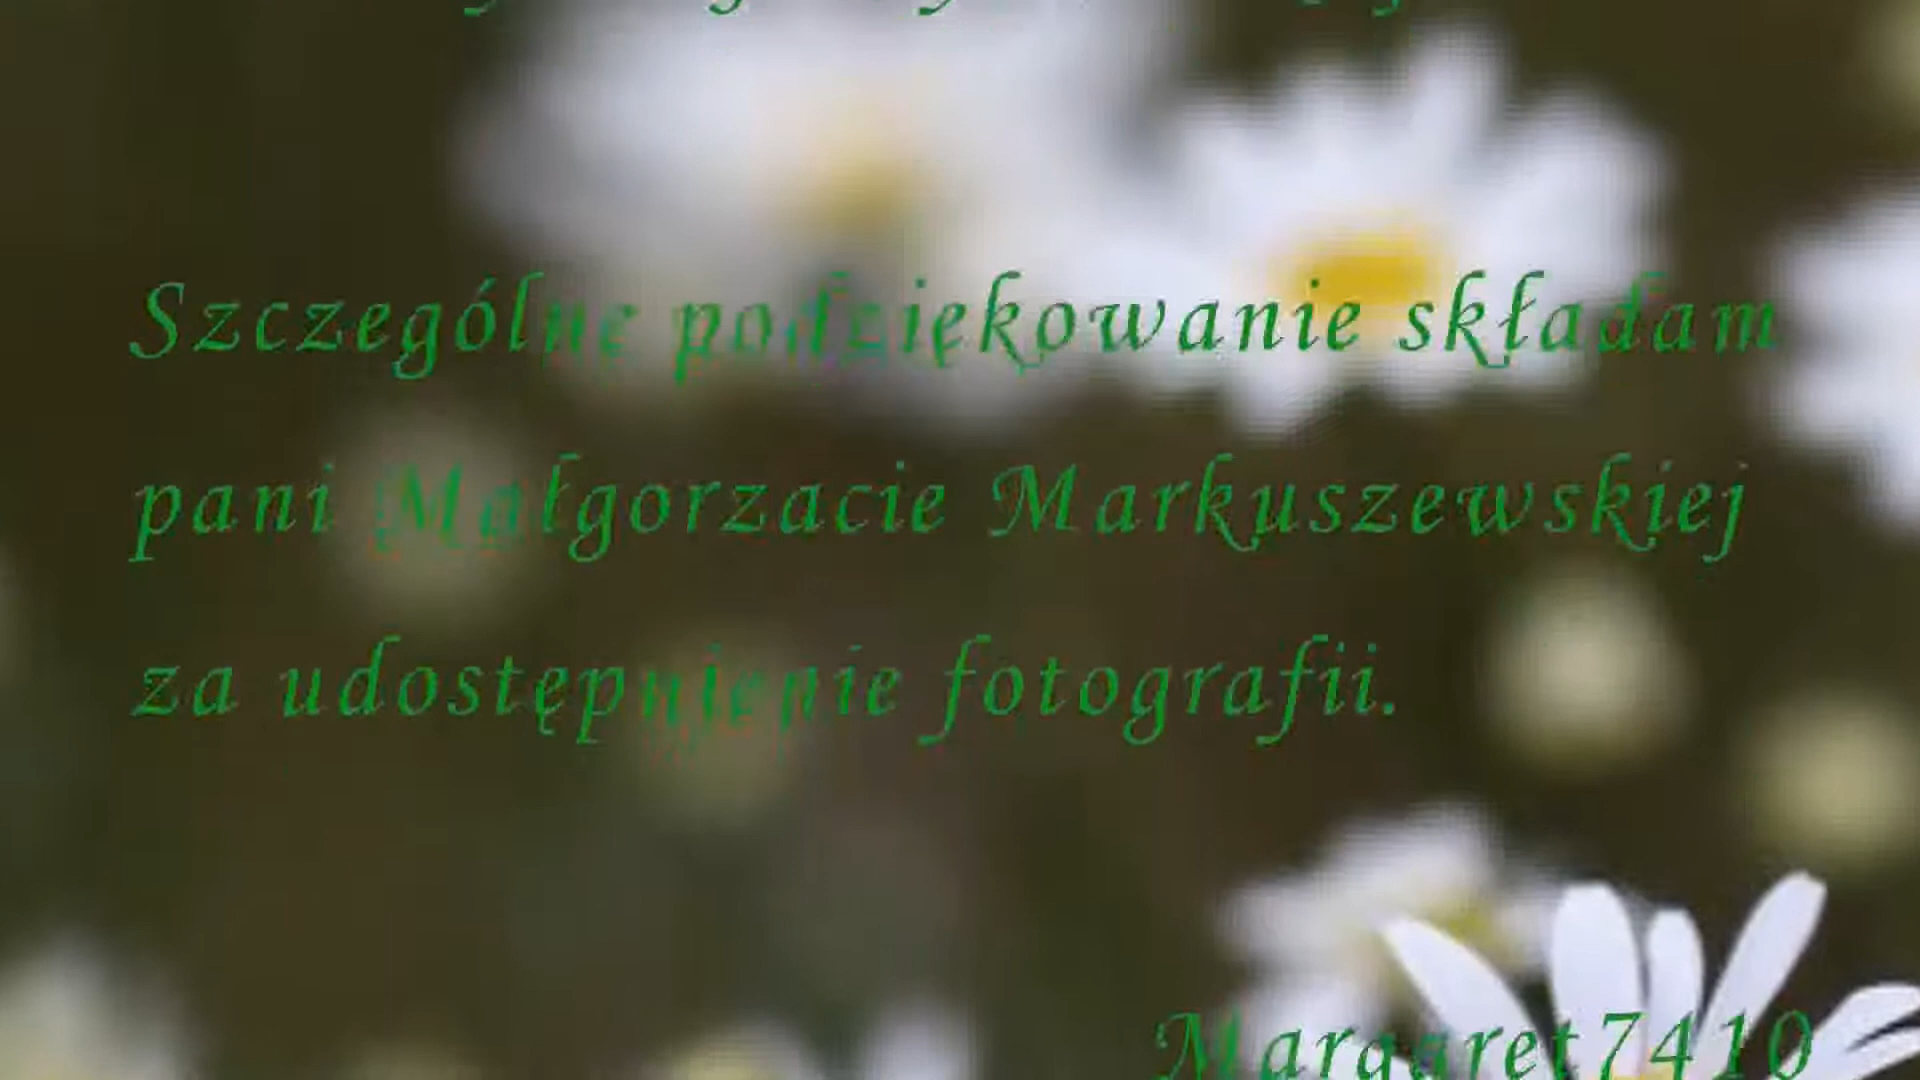 Szczególne podziękowanie składam
pani Małgorzacie Markuszewskiej
za udostępnienie fotografii.
Margaret7410